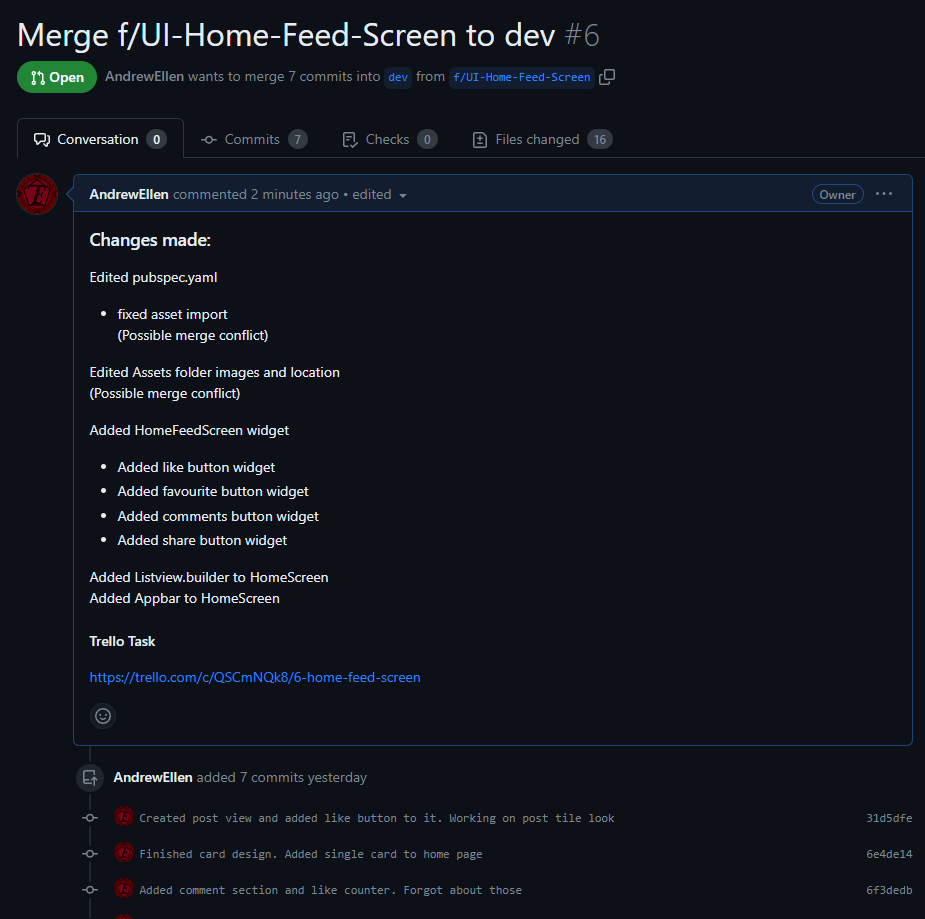 Merge f/UI-Home-Feed-Screen to dev #6
Open AndrewEllen wants to merge 7 commits into dev from f/UI-Home-Feed-Screen
Conversation 0 Commits 7 Checks 0 Files changed 16
AndrewEllen commented 2 minutes ago • edited Owner
Changes made:
Edited pubspec.yaml
• fixed asset import
(Possible merge conflict)
Edited Assets folder images and location
(Possible merge conflict)
Added HomeFeedScreen widget
• Added like button widget
• Added favourite button widget
• Added comments button widget
• Added share button widget
Added Listview.builder to HomeScreen
Added Appbar to HomeScreen
Trello Task
https://trello.com/c/QSCmNQk8/6-home-feed-screen
AndrewEllen added 7 commits yesterday
Created post view and added like button to it. Working on post tile look 31d5dfe
Finished card design. Added single card to home page 6e4de14
Added comment section and like counter. Forgot about those 6f3dedb